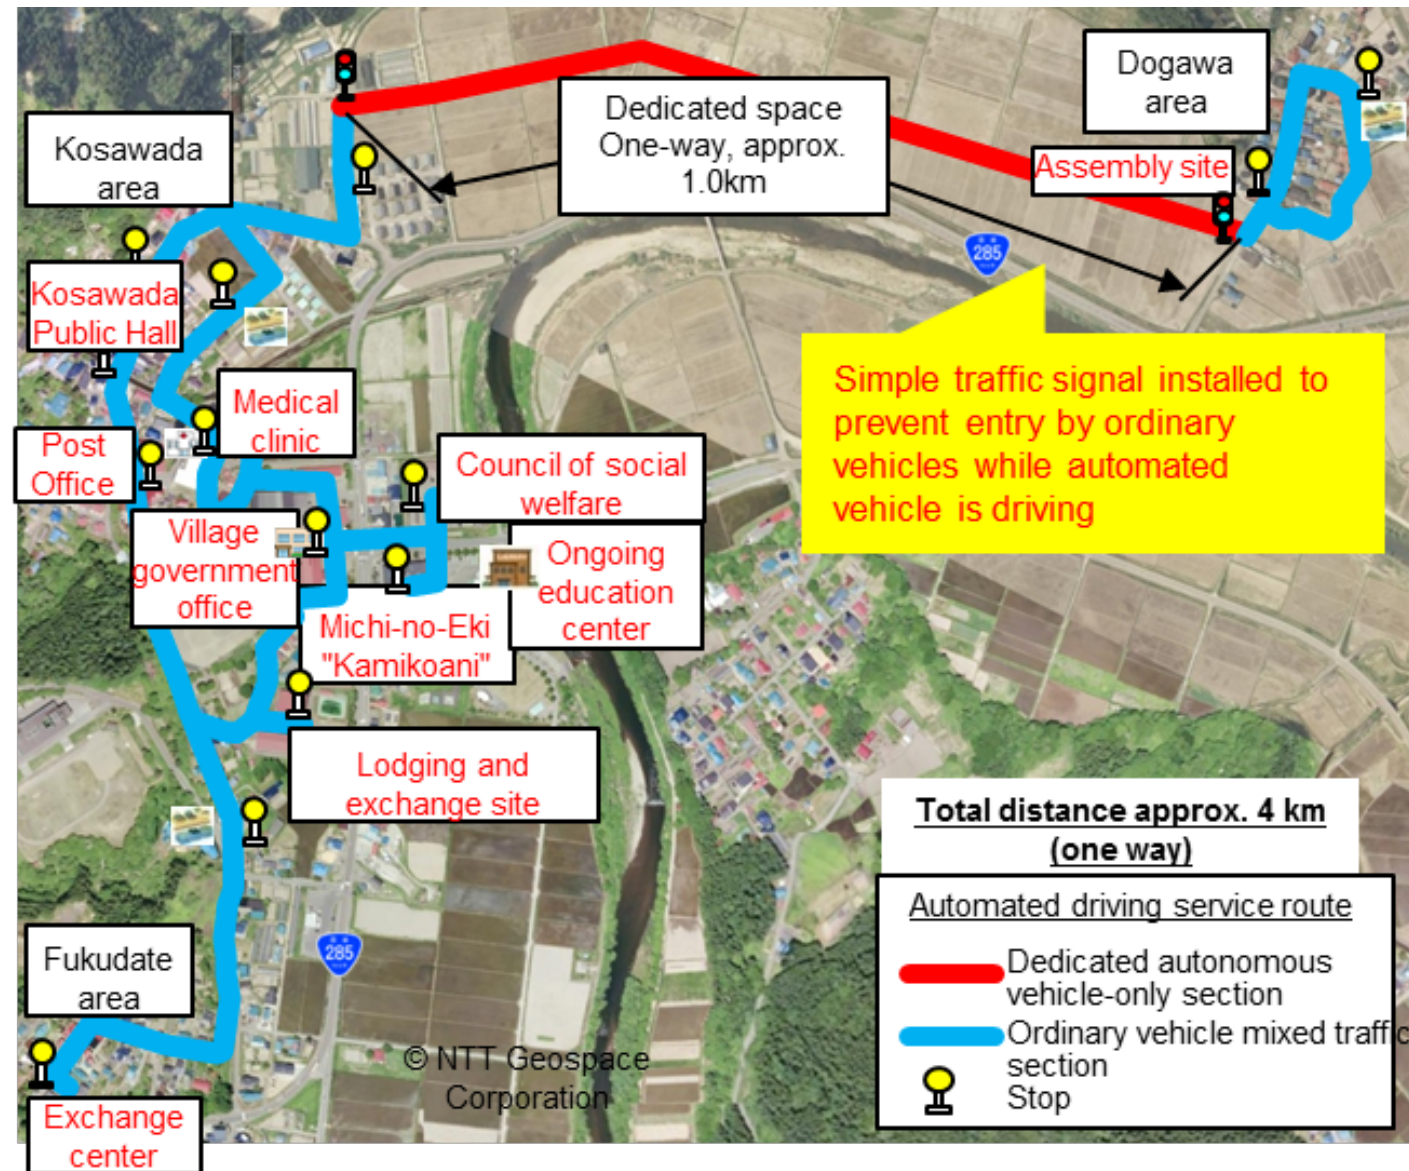 Dogawa
area
Dedicated space
One-way, approx.
1.0km
Kosawada
area
Assembly site
285
Kosawada
Public Hall
Simple traffic signal installed to
prevent entry by ordinary
vehicles while automated
vehicle is driving
Medical
clinic
Post
Office
Council of social
welfare
Village
government
office
Ongoing
education
center
Michi-no-Eki
"Kamikoani"
Lodging and
exchange site
Total distance approx. 4 km
(one way)
Automated driving service route
Dedicated autonomous
vehicle-only section
Ordinary vehicle mixed traffic
section
Stop
Fukudate
area
285
© NTT Geospace
Corporation
Exchange
center